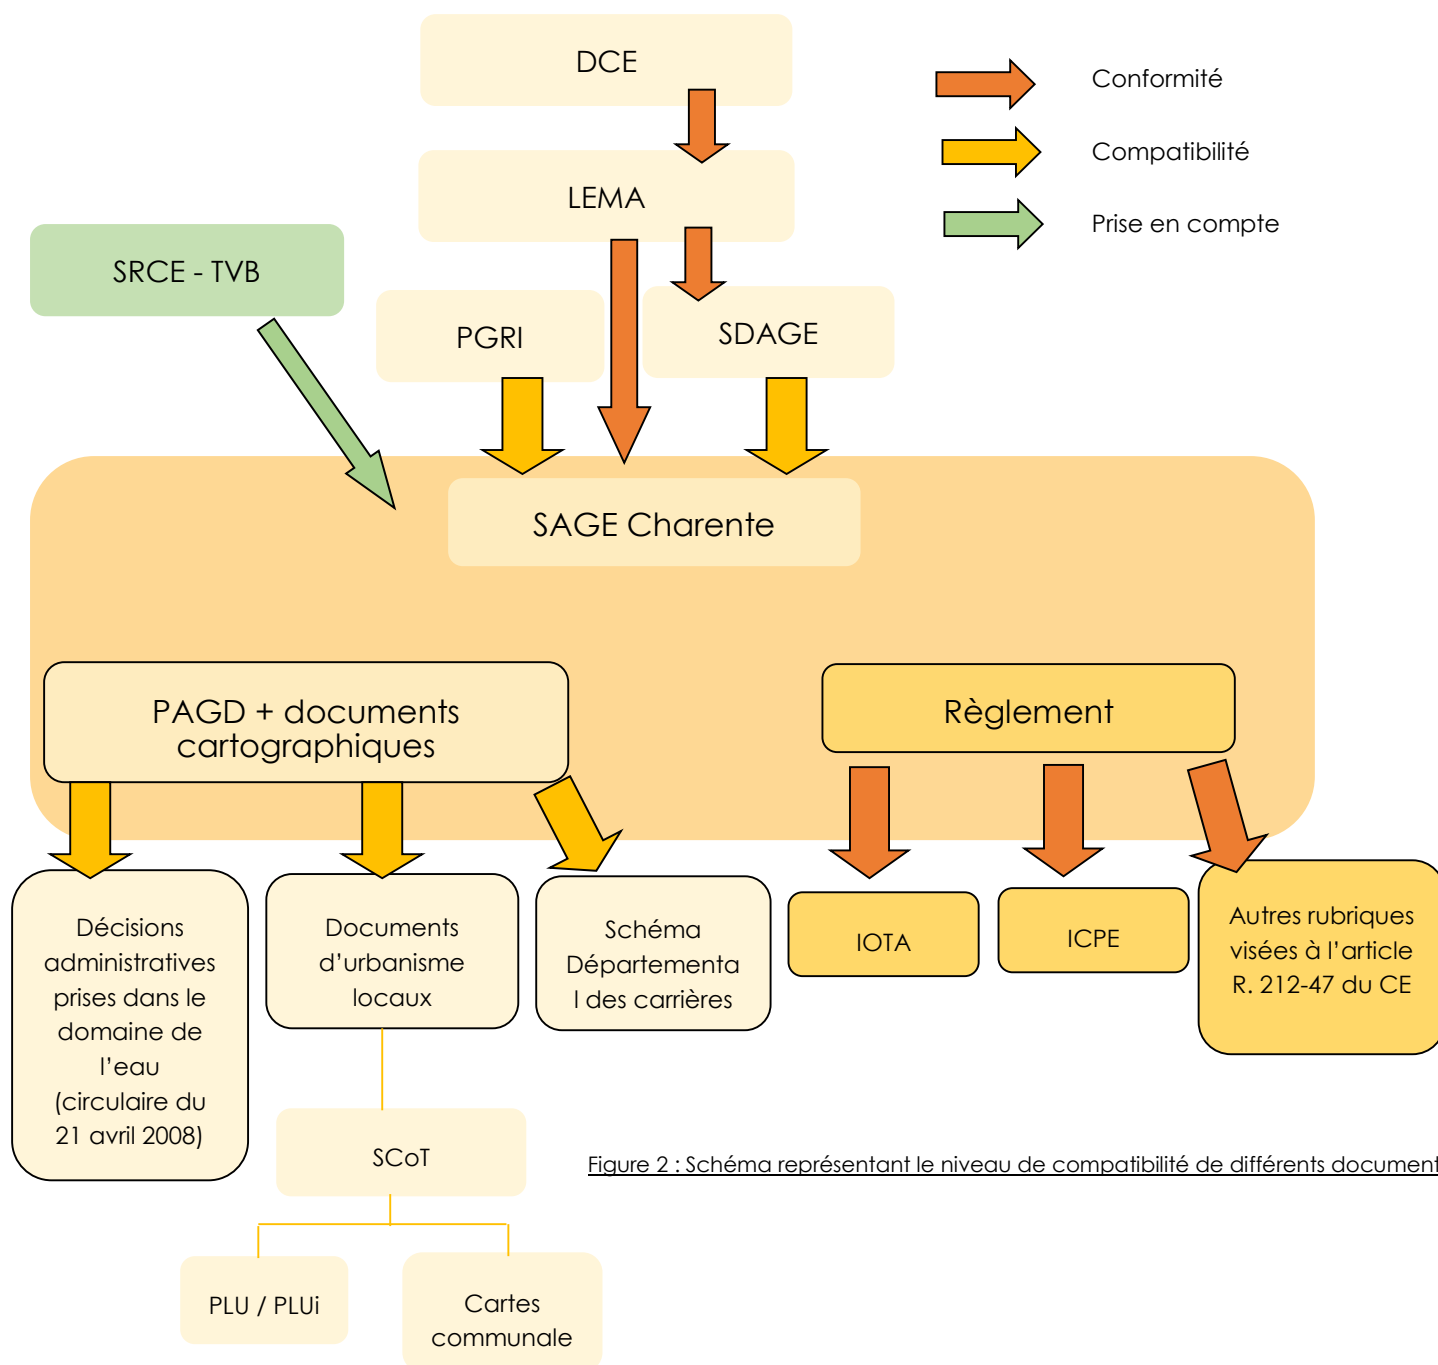 DCE
Conformité
Compatibilité
Prise en compte
LEMA
SRCE - TVB
PGRI
SDAGE
SAGE Charente
PAGD + documents
cartographiques
Règlement
Décisions
administratives
prises dans le
domaine de
l’eau
(circulaire du
21 avril 2008)
Documents
d’urbanisme
locaux
Schéma
Départementa
l des carrières
IOTA
ICPE
Autres rubriques
visées à l’article
R. 212-47 du CE
SCoT
Figure 2 : Schéma représentant le niveau de compatibilité de différents document
PLU / PLUi
Cartes
communale